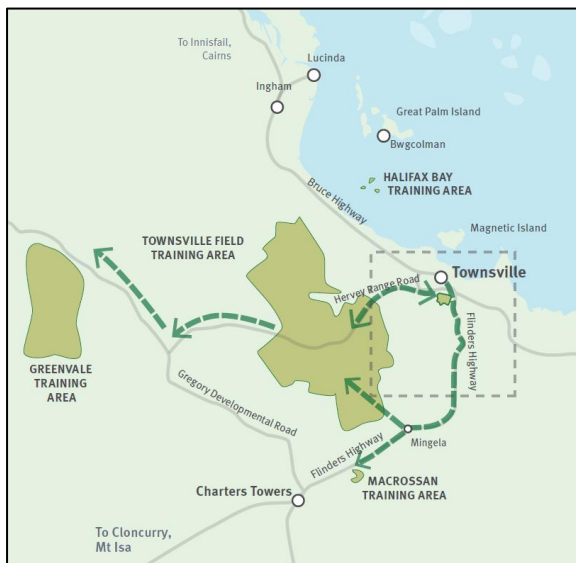 To Innisfail,
Cairns
Lucinda
Ingham
Great Palm Island
Bwgcolman
HALIFAX BAY
TRAINING AREA
Bruce Highway
Magnetic Island
TOWNSVILLE FIELD
TRAINING AREA
Townsville
Hervey Range Road
Flinders Highway
GREENVALE
TRAINING
AREA
Gregory Developmental Road
Mingela
Flinders Highway
MACROSSAN
TRAINING AREA
Charters Towers
To Cloncurry,
Mt Isa